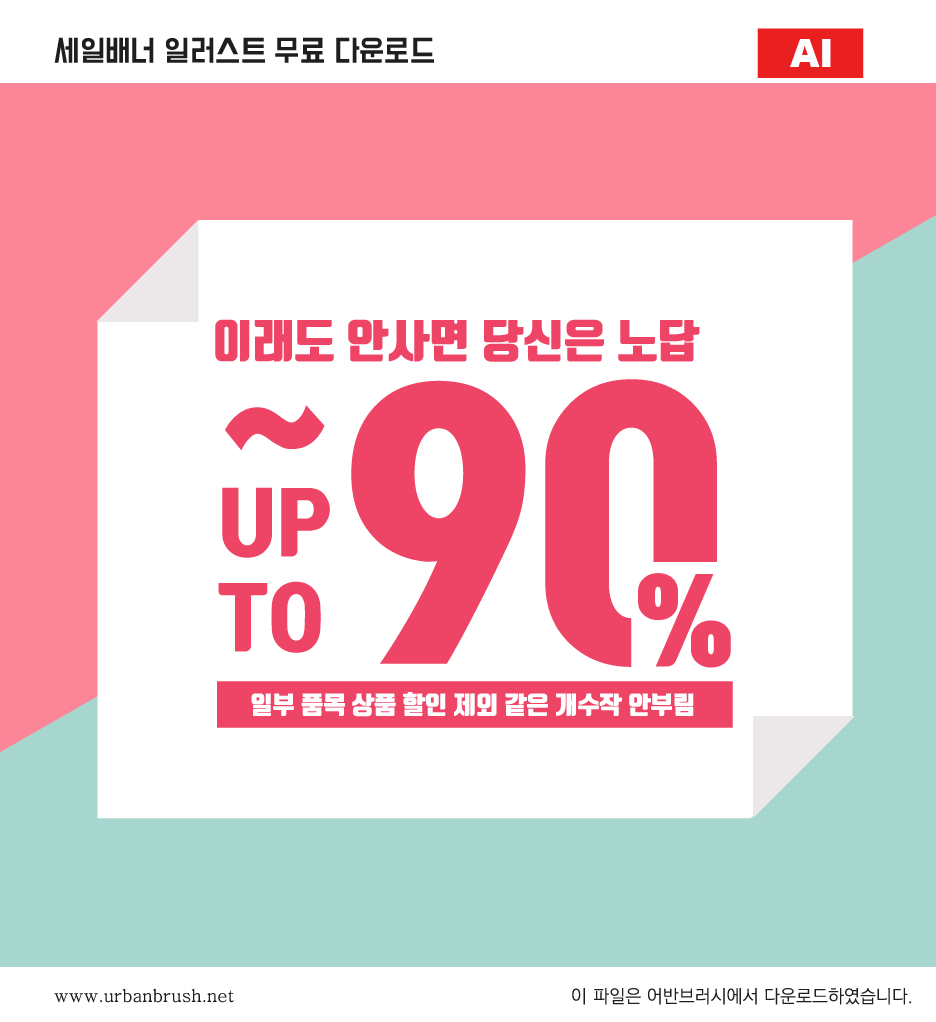 세일배너 일러스트 무료 다운로드
AI
이래도 안사면 당신은 노답
~
UP
TO
90%
일부 품목 상품 할인 제외 같은 개수작 안부림
www.urbanbrush.net
이 파일은 어반브러시에서 다운로드하였습니다.